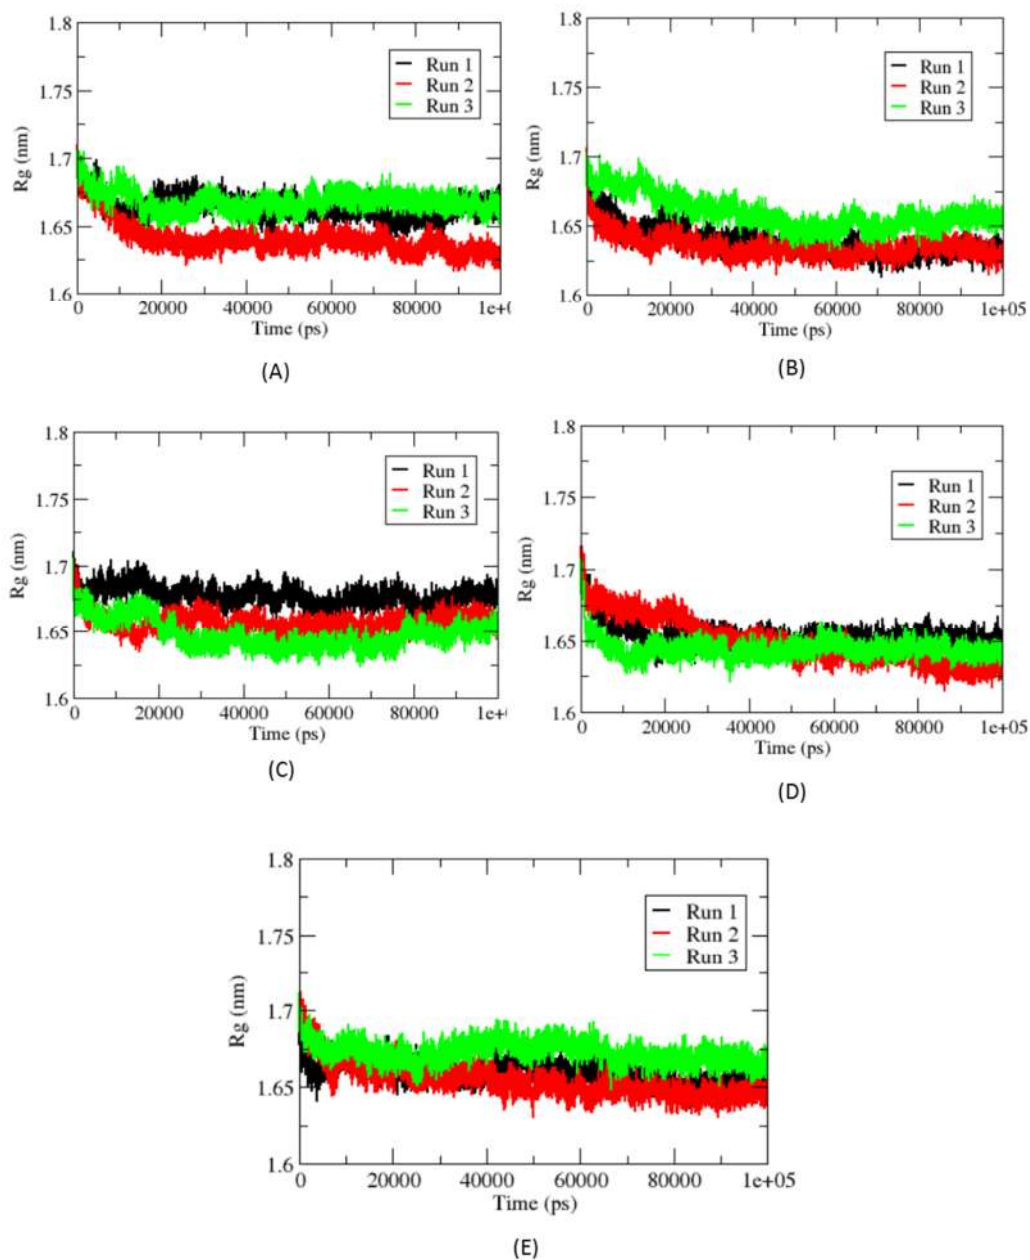 1.8
1.75
1.7
1.65
1.6
Rg (nm)
Run 1
Run 2
Run 3
0 20000 40000 60000 80000 1e+(
Time (ps)
(A)
1.8
1.75
1.7
1.65
1.6
Rg (nm)
Run 1
Run 2
Run 3
0 20000 40000 60000 80000 1e+05
Time (ps)
(B)
1.8
1.75
1.7
1.65
1.6
Rg (nm)
Run 1
Run 2
Run 3
0 20000 40000 60000 80000 1e+
Time (ps)
(C)
1.8
1.75
1.7
1.65
1.6
Rg (nm)
Run 1
Run 2
Run 3
0 20000 40000 60000 80000 1e+05
Time (ps)
(D)
1.8
1.75
1.7
1.65
1.6
Rg (nm)
Run 1
Run 2
Run 3
0 20000 40000 60000 80000 1e+05
Time (ps)
(E)